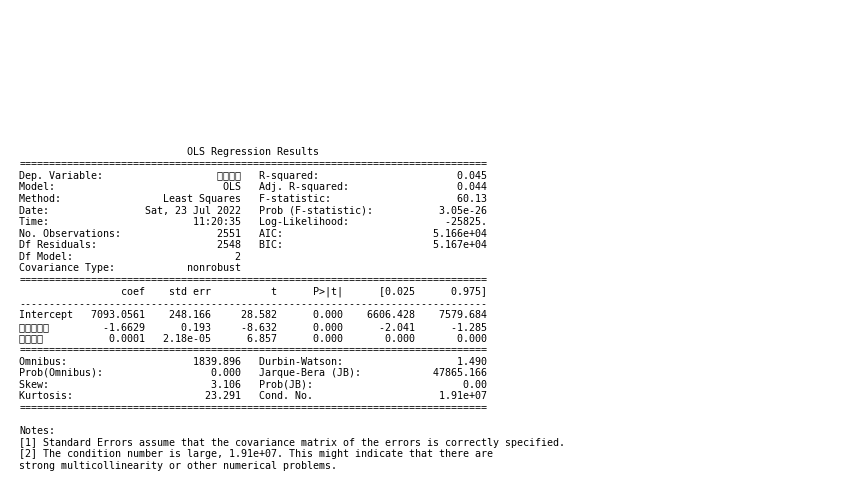 OLS Regression Results
==============================================================================
Dep. Variable:                   □□□□   R-squared:                       0.045
Model:                            OLS   Adj. R-squared:                  0.044
Method:                 Least Squares   F-statistic:                     60.13
Date:                Sat, 23 Jul 2022   Prob (F-statistic):           3.05e-26
Time:                        11:20:35   Log-Likelihood:                -25825.
No. Observations:                2551   AIC:                         5.166e+04
Df Residuals:                    2548   BIC:                         5.167e+04
Df Model:                           2
Covariance Type:            nonrobust
==============================================================================
                 coef    std err          t      P>|t|      [0.025      0.975]
------------------------------------------------------------------------------
Intercept   7093.0561    248.166     28.582      0.000    6606.428    7579.684
□□□□□         -1.6629      0.193     -8.632      0.000      -2.041      -1.285
□□□□           0.0001   2.18e-05      6.857      0.000       0.000       0.000
==============================================================================
Omnibus:                     1839.896   Durbin-Watson:                   1.490
Prob(Omnibus):                  0.000   Jarque-Bera (JB):            47865.166
Skew:                           3.106   Prob(JB):                         0.00
Kurtosis:                      23.291   Cond. No.                     1.91e+07
==============================================================================
Notes:
[1] Standard Errors assume that the covariance matrix of the errors is correctly specified.
[2] The condition number is large, 1.91e+07. This might indicate that there are
strong multicollinearity or other numerical problems.